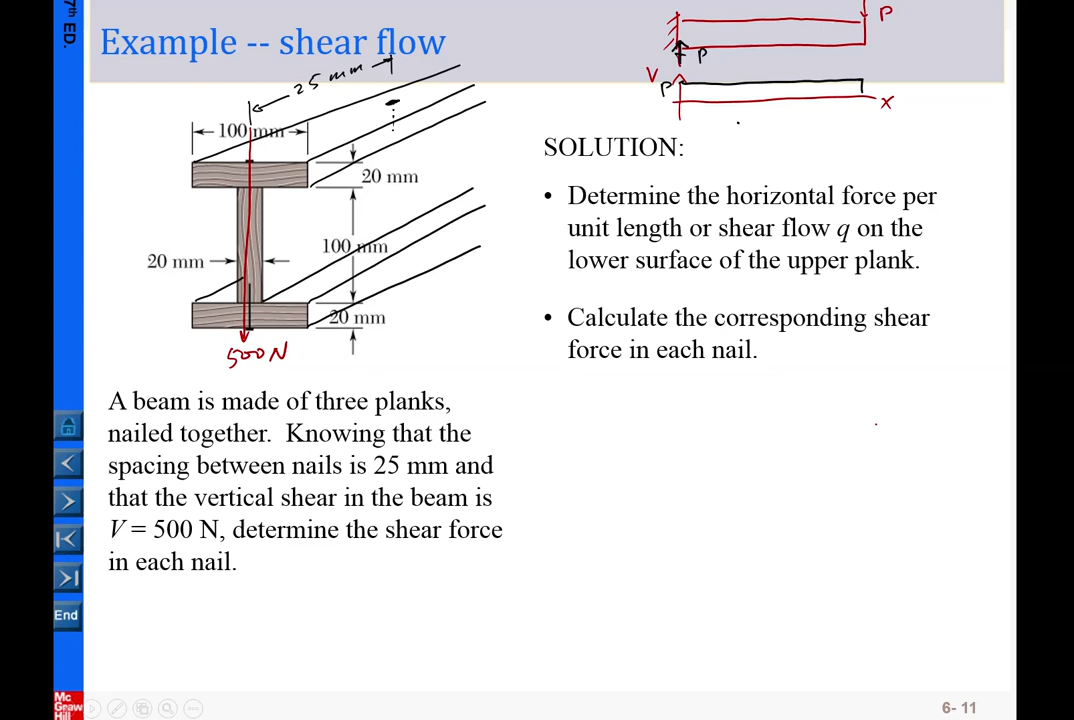 7th ED.
Example -- shear flow
P
P
V
P
x
25 mm
100 mm
20 mm
100 mm
20 mm
20 mm
500 N
SOLUTION:
• Determine the horizontal force per
unit length or shear flow q on the
lower surface of the upper plank.
• Calculate the corresponding shear
force in each nail.
A beam is made of three planks,
nailed together. Knowing that the
spacing between nails is 25 mm and
that the vertical shear in the beam is
V = 500 N, determine the shear force
in each nail.
End
Mc
Graw
Hill
6- 11